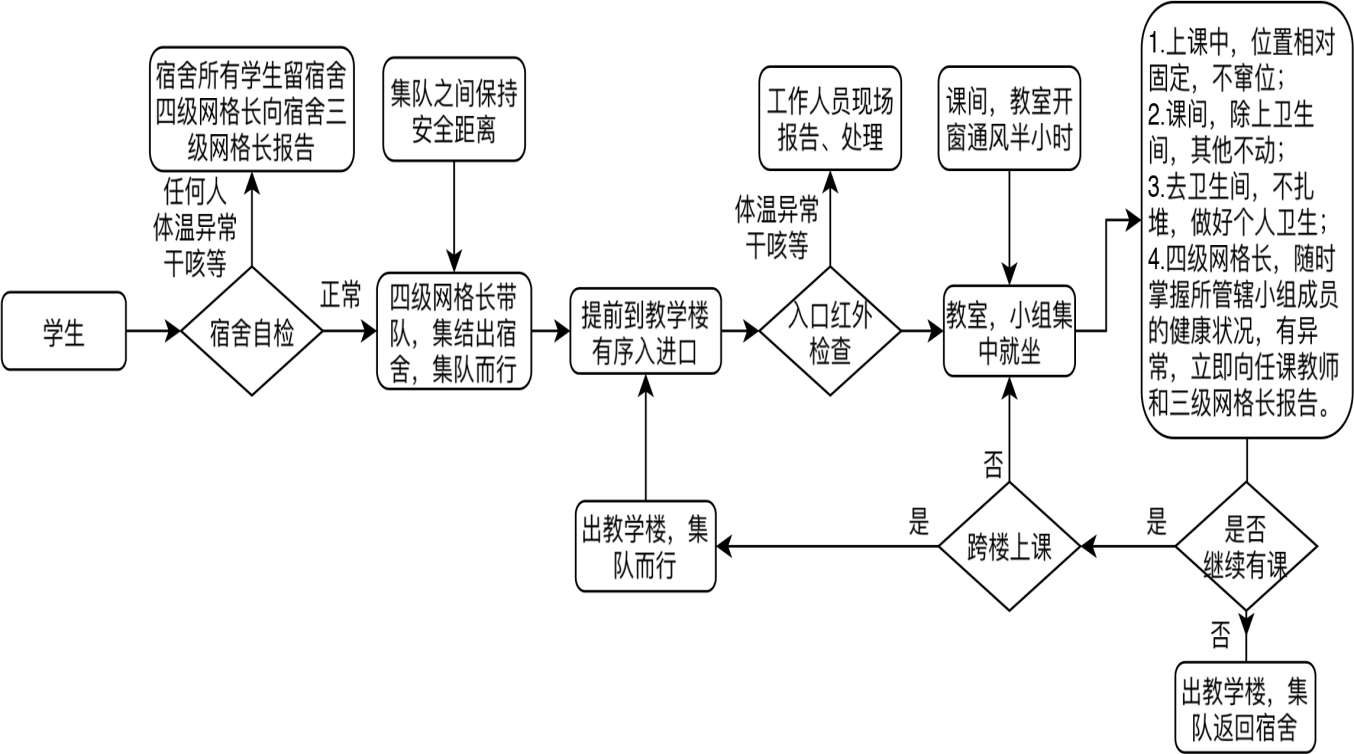 宿舍所有学生留宿舍
四级网格长向宿舍三
级网格长报告
集队之间保持
安全距离
工作人员现场
报告、处理
课间，教室开
窗通风半小时
1.上课中，位置相对
固定，不窜位；
2.课间，除上卫生
间，其他不动；
3.去卫生间，不扎
堆，做好个人卫生；
4.四级网格长，随时
掌握所管辖小组成员
的健康状况，有异
常，立即向任课教师
和三级网格长报告。
任何人
体温异常
干咳等
体温异常
干咳等
学生
宿舍自检
正常
四级网格长带
队，集结出宿
舍，集队而行
提前到教学楼
有序入进口
入口红外
检查
教室，小组集
中就坐
否
出教学楼，集
队而行
是
跨楼上课
是
是否
继续有课
否
出教学楼，集
队返回宿舍